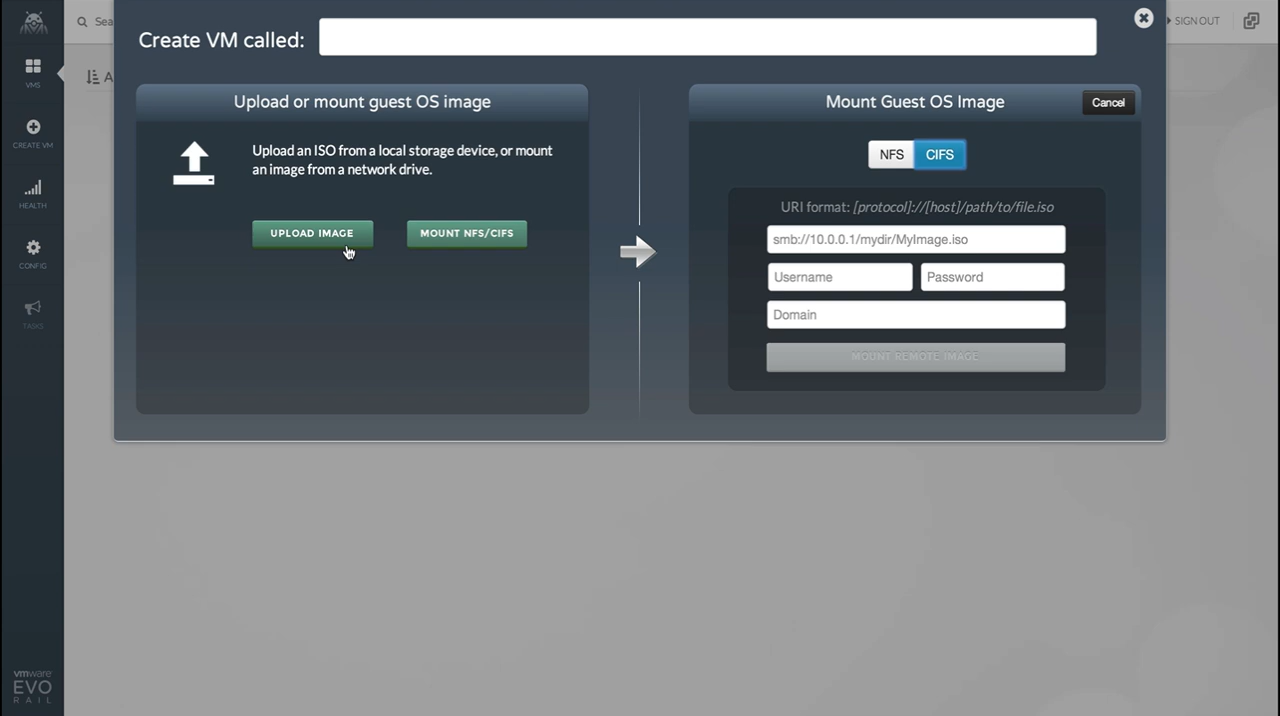 Sea
SIGN OUT
Create VM called:
VMS
A
CREATE VM
HEALTH
CONFIG
TASKS
Upload or mount guest OS image
Upload an ISO from a local storage device, or mount
an image from a network drive.
UPLOAD IMAGE
MOUNT NFS/CIFS
Mount Guest OS Image
Cancel
NFS
CIFS
URI format: [protocol]://[host]/path/to/file.iso
smb://10.0.0.1/mydir/MyImage.iso
Username
Password
Domain
MOUNT REMOTE IMAGE
vmware
EVO
RAIL